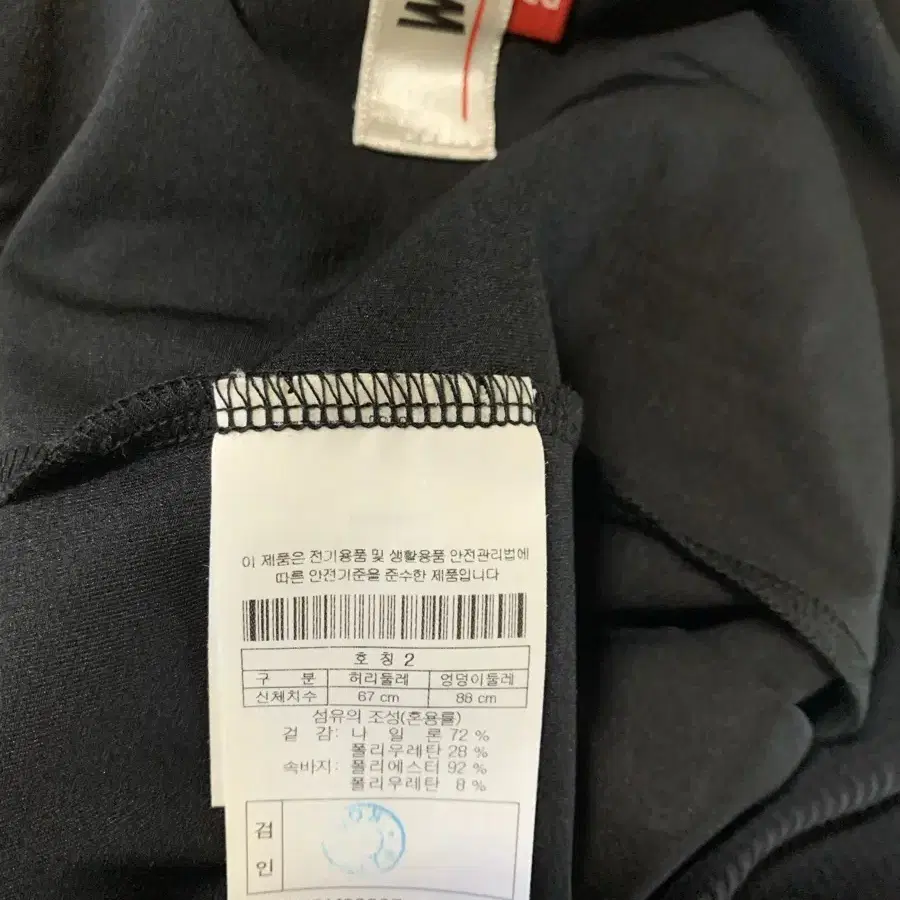 W
2
이 제품은 전기용품 및 생활용품 안전관리법에
따른 안전기준을 준수한 제품입니다
호 칭 2
구 분 허리둘레 엉덩이둘레
신체치수 67 cm 88 cm
섬유의 조성(혼용률)
겉 감: 나 일 론 72 %
폴리우레탄 28 %
속바지: 폴리에스터 92 %
폴리우레탄 8 %
검
인